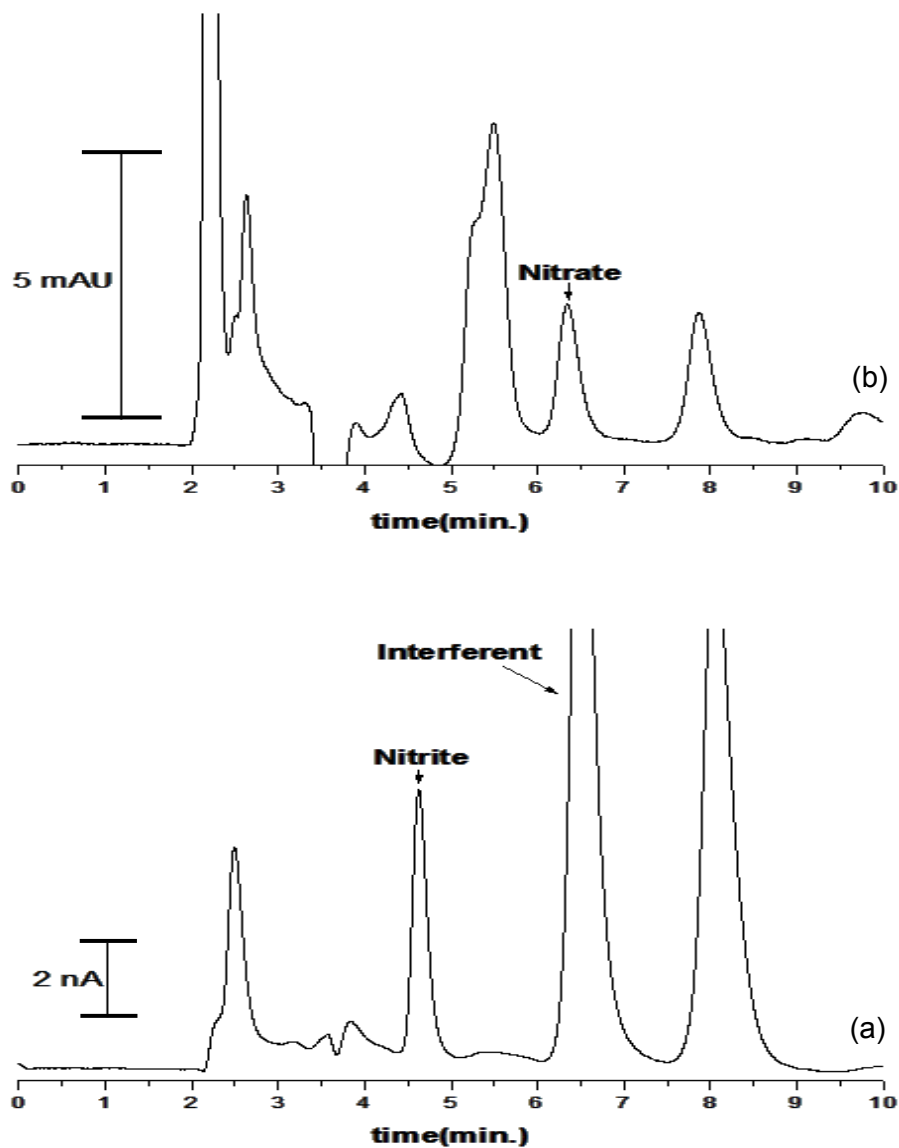 Nitrate
5 mAU
(b)
0 1 2 3 4 5 6 7 8 9 10
time(min.)
Interferent
Nitrite
2 nA
(a)
0 1 2 3 4 5 6 7 8 9 10
time(min.)